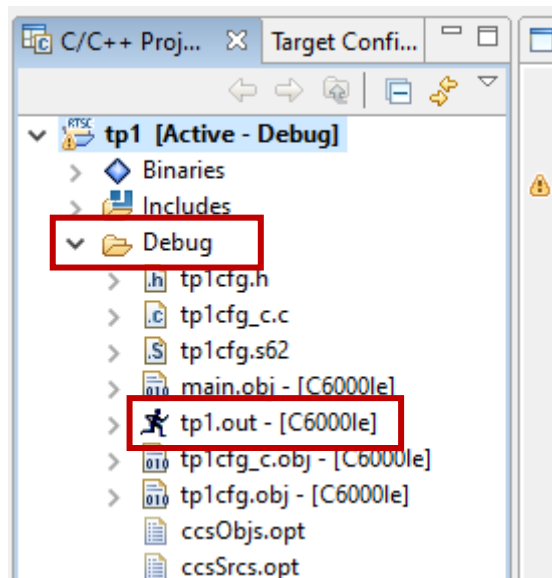 C/C++ Proj... Target Confi...
RTSC
tp1 [Active - Debug]
Binaries
Includes
Debug
tp1cfg.h
tp1cfg_c.c
tp1cfg.s62
main.obj - [C6000le]
tp1.out - [C6000le]
tp1cfg_c.obj - [C6000le]
tp1cfg.obj - [C6000le]
ccsObjs.opt
ccsSrcs.opt